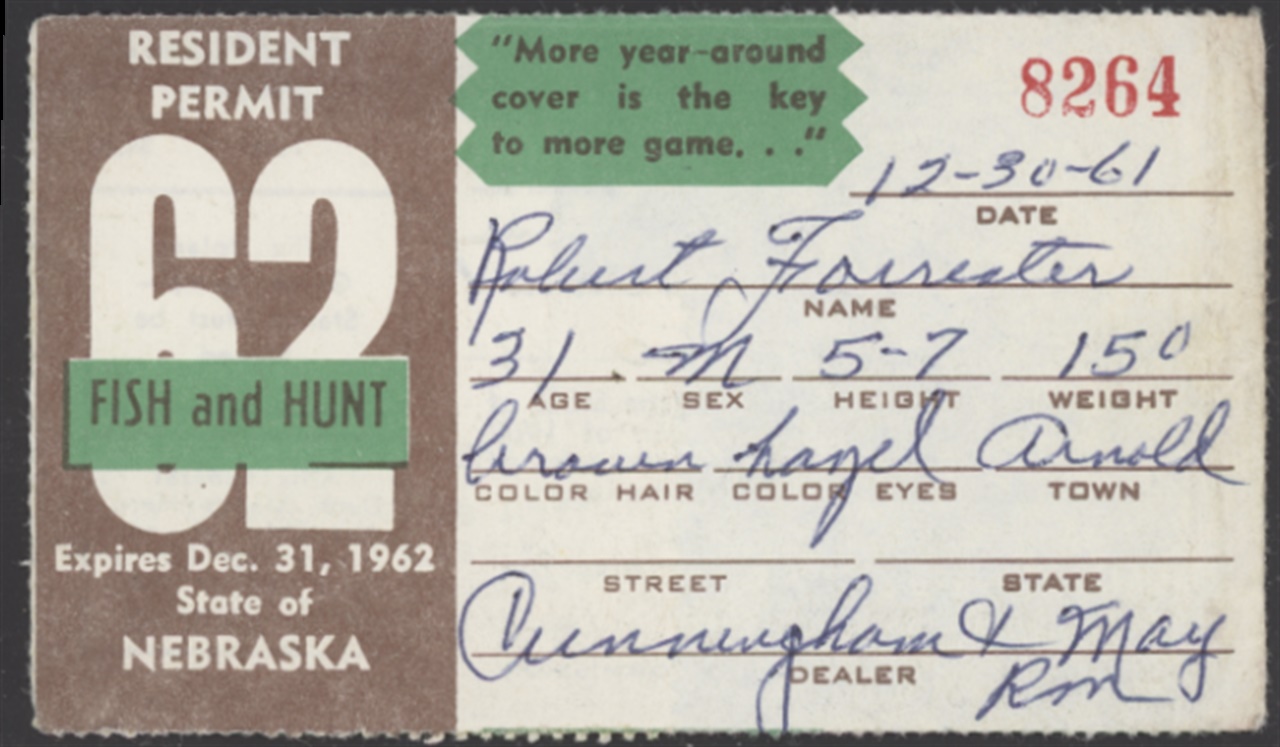 RESIDENT
PERMIT
62
FISH and HUNT
Expires Dec. 31, 1962
State of
NEBRASKA
"More year-around
cover is the key
to more game. . ."
8264
12-30-61
DATE
Robert Forrester
NAME
31 M 5-7 150
AGE SEX HEIGHT WEIGHT
brown hazel Arnold
COLOR HAIR COLOR EYES TOWN
STREET STATE
Cunningham & May
DEALER
Rm